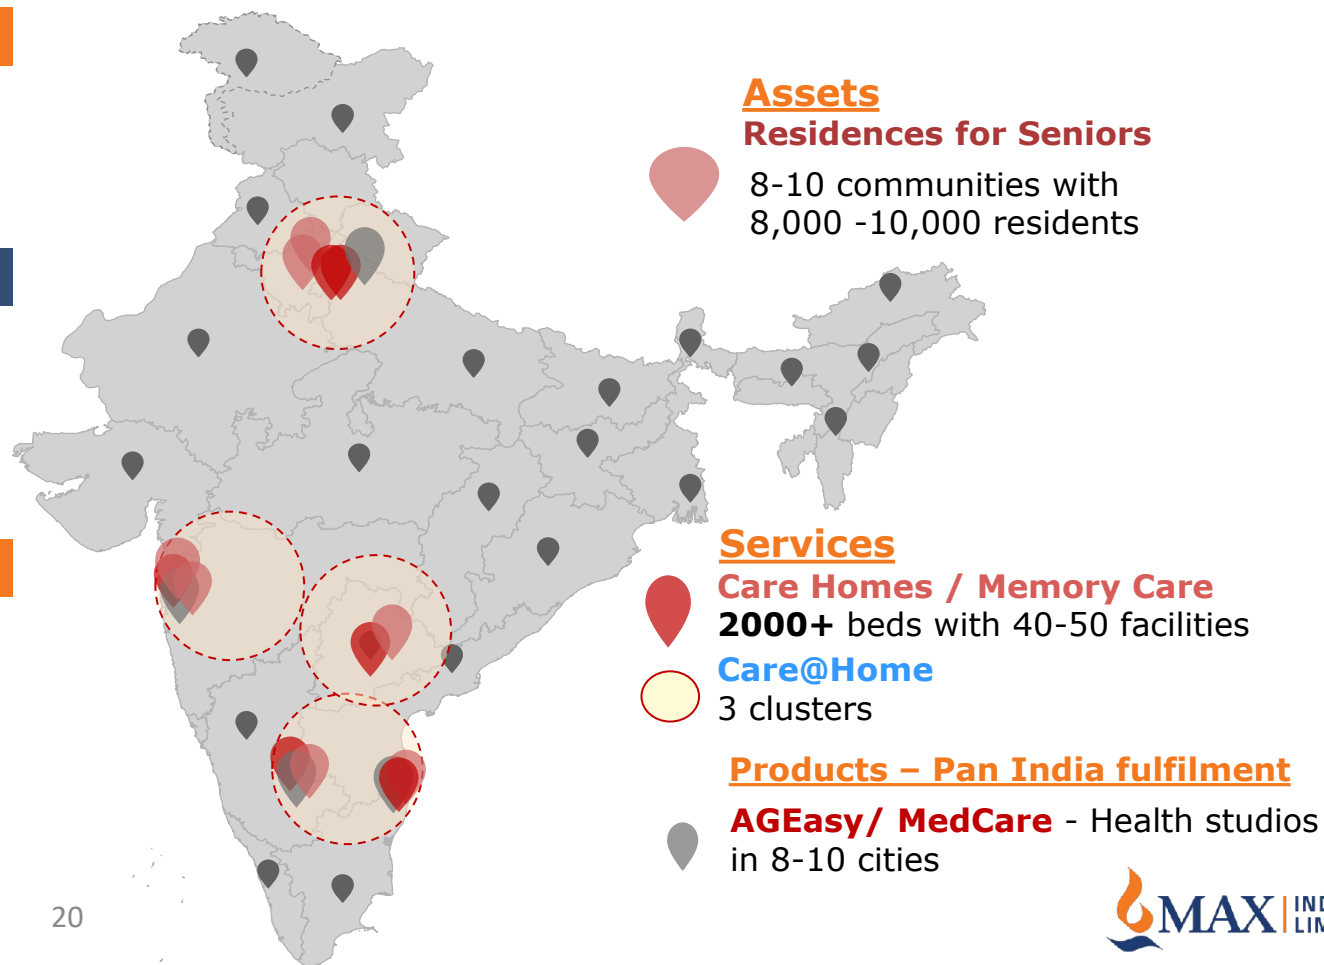 Assets
Residences for Seniors
8-10 communities with
8,000 -10,000 residents
Services
Care Homes / Memory Care
2000+ beds with 40-50 facilities
Care@Home
3 clusters
Products – Pan India fulfilment
AGEasy/ MedCare - Health studios
in 8-10 cities
20
MAX